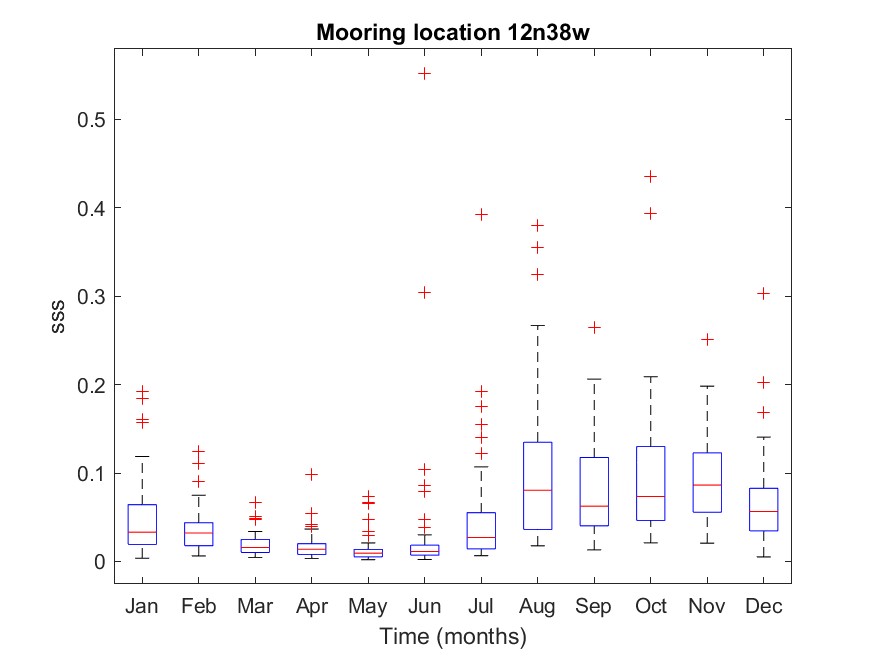 Mooring location 12n38w
0.5
0.4
0.3
0.2
0.1
0
sss
Jan Feb Mar Apr May Jun Jul Aug Sep Oct Nov Dec
Time (months)